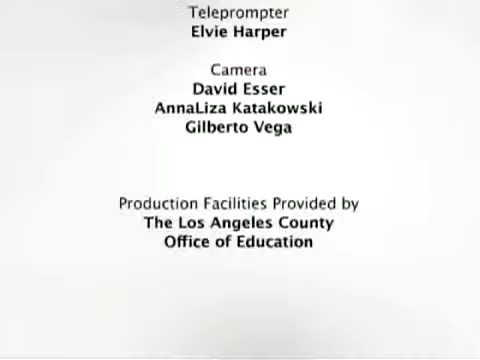 Teleprompter
Elvie Harper
Camera
David Esser
AnnaLiza Katakowski
Gilberto Vega
Production Facilities Provided by
The Los Angeles County
Office of Education